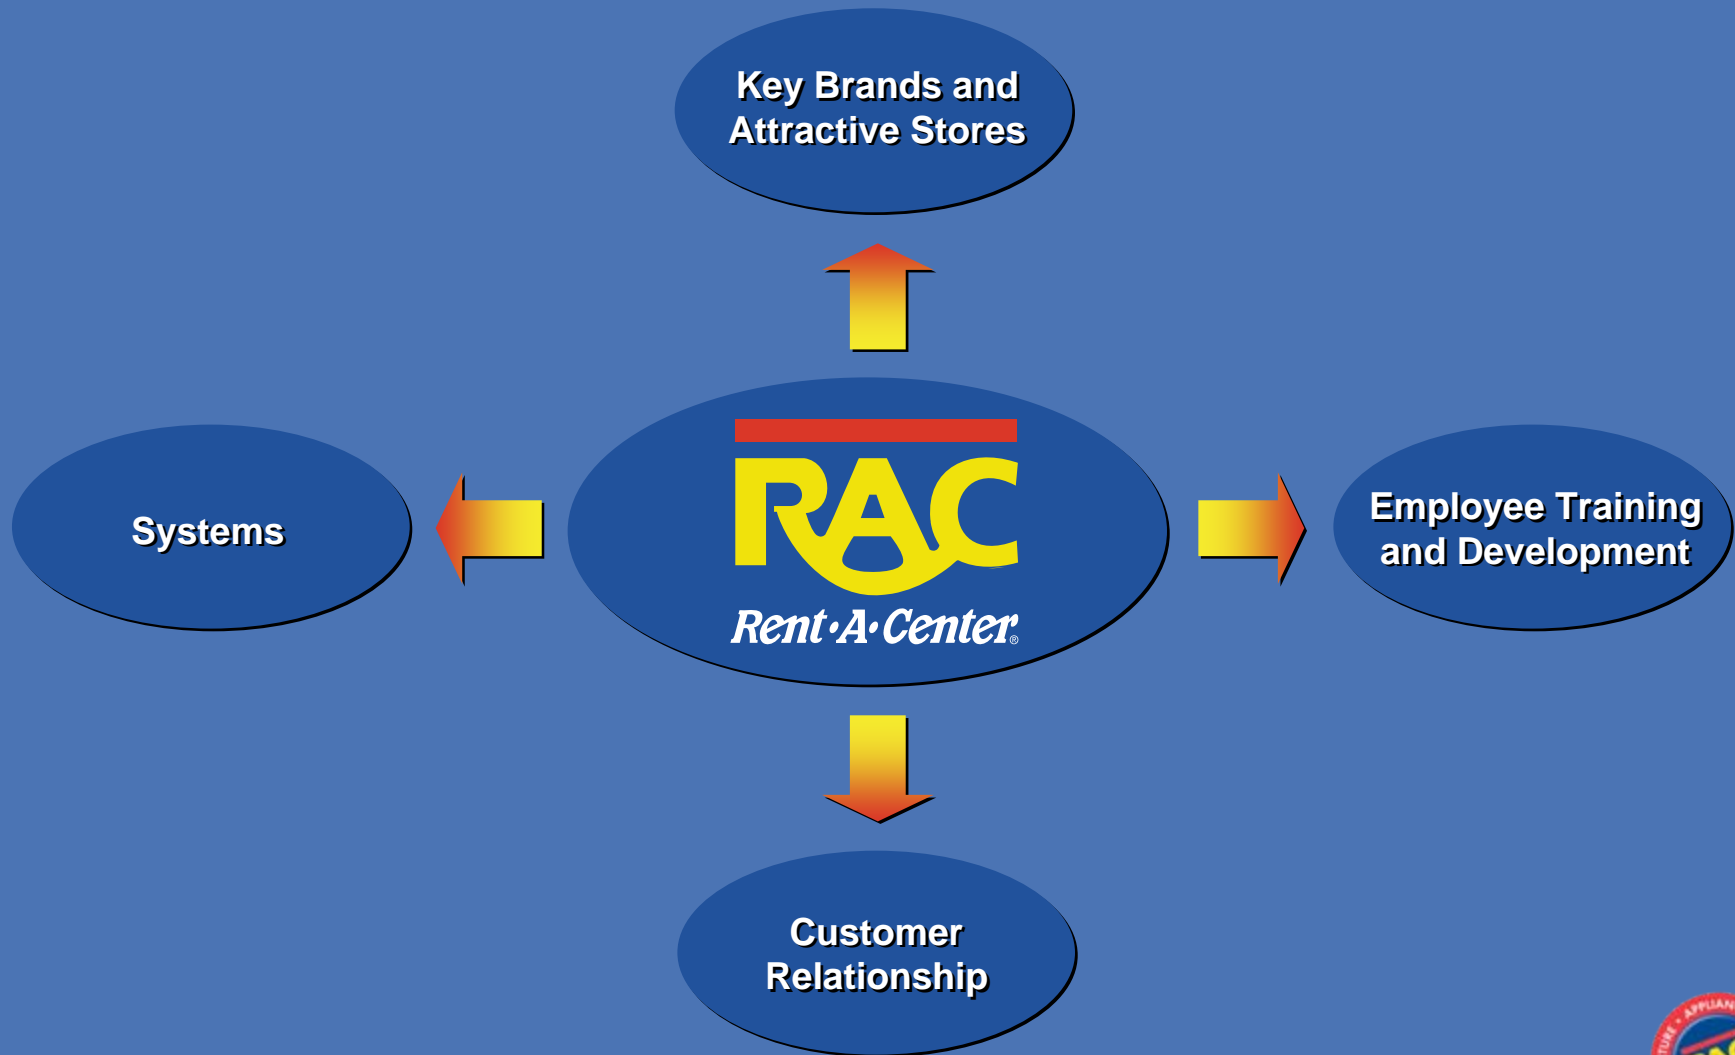 Key Brands and
Attractive Stores
Systems
RAC
Rent•A•Center®
Employee Training
and Development
Customer
Relationship